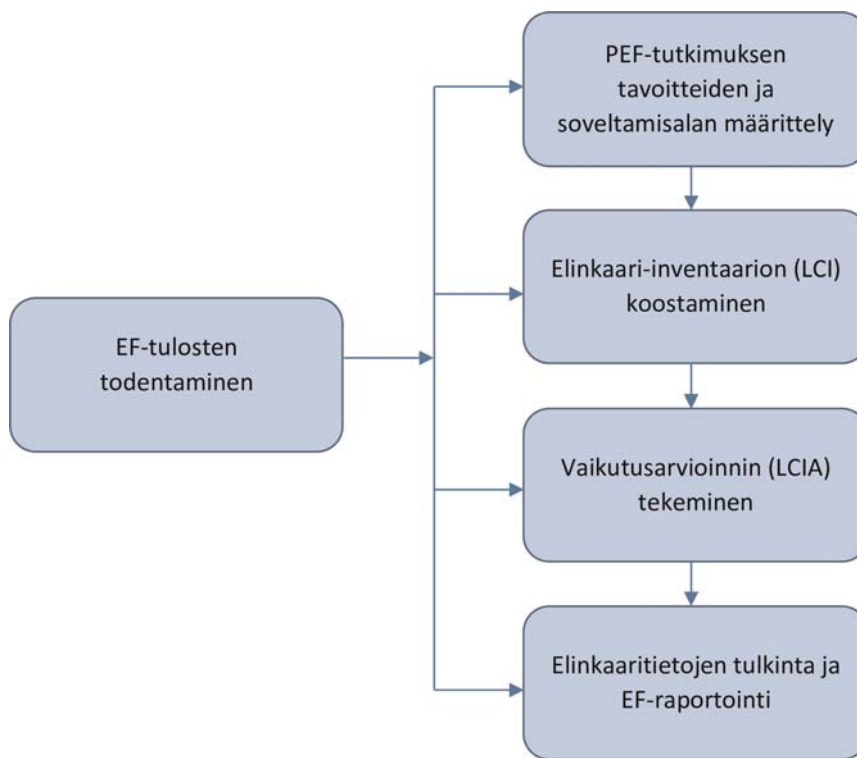 PEF-tutkimuksen
tavoitteiden ja
soveltamisalan määrittely
Elinkaari-inventaarion (LCI)
koostaminen
EF-tulosten
todentaminen
Vaikutusarvioinnin (LCIA)
tekeminen
Elinkaaritietojen tulkinta ja
EF-raportointi